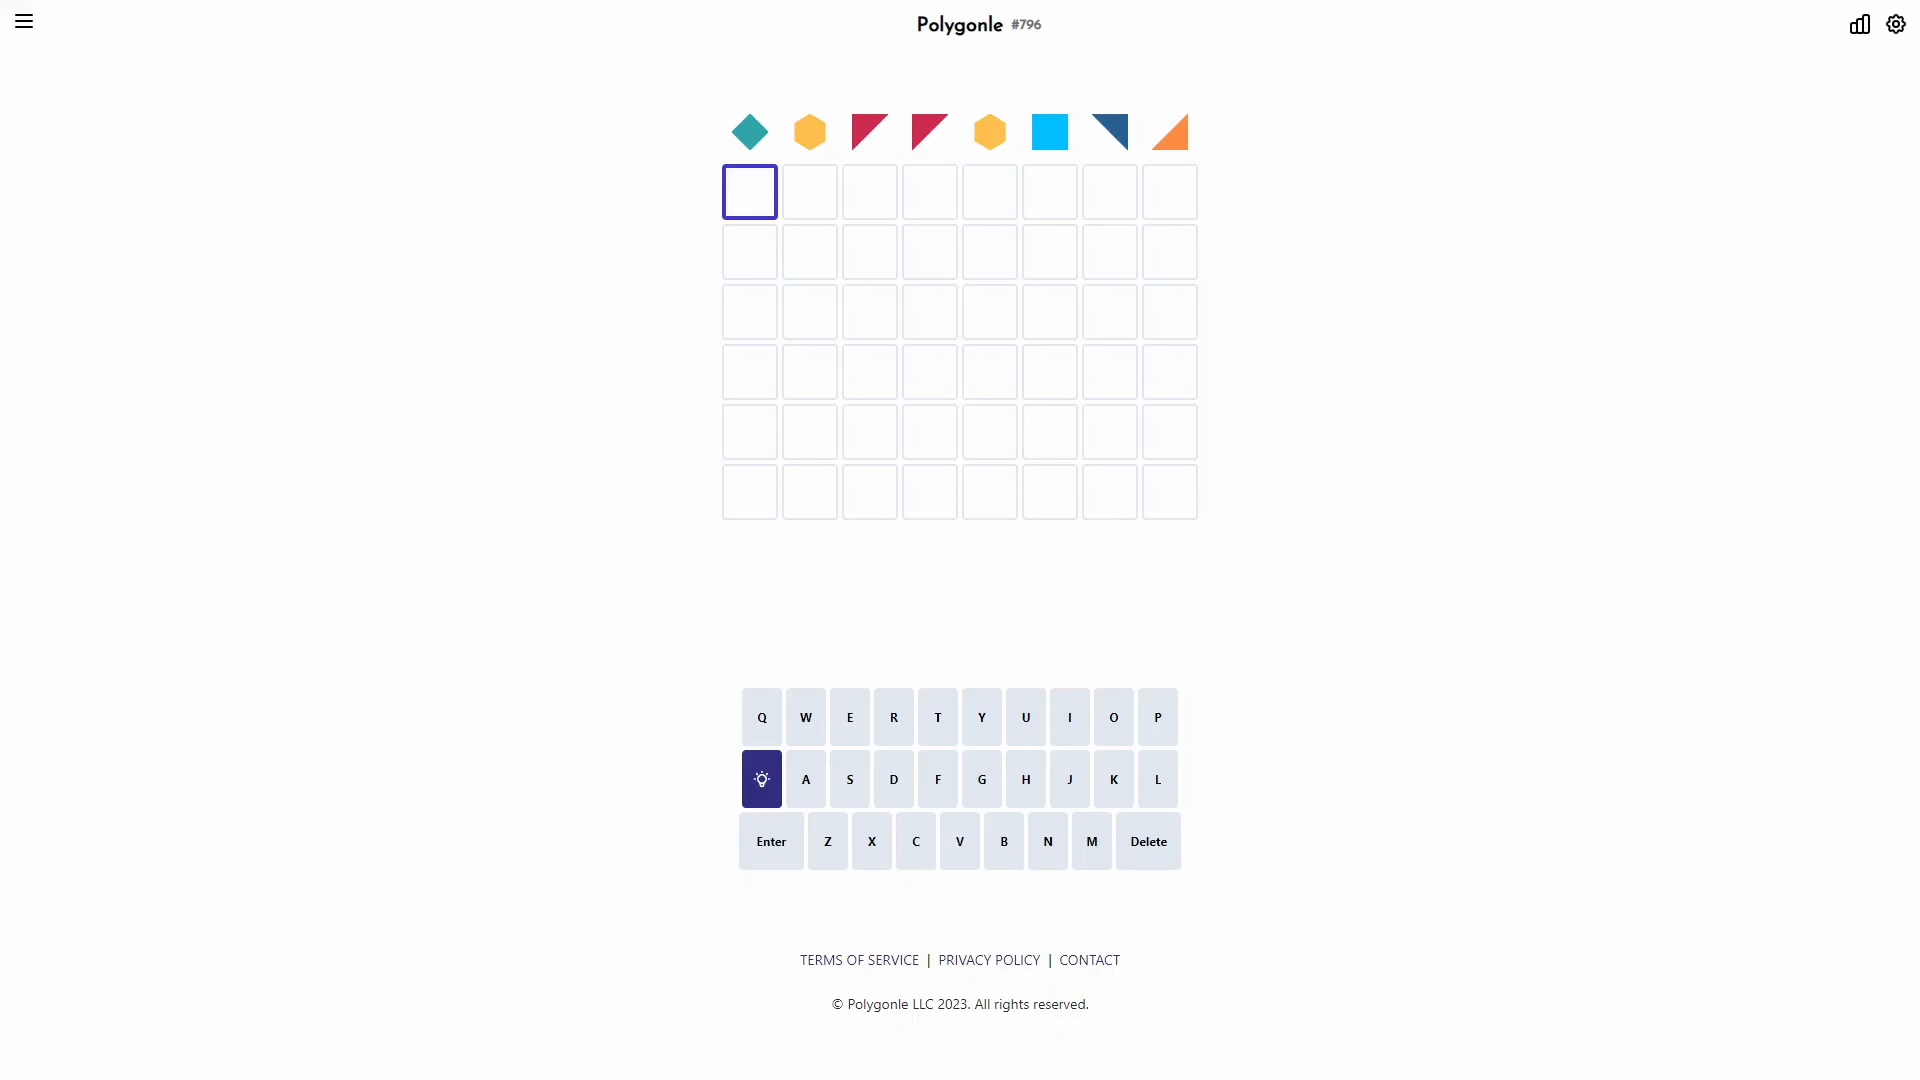 Polygonle #796
Q W E R T Y U I O P
A S D F G H J K L
Enter Z X C V B N M Delete
TERMS OF SERVICE | PRIVACY POLICY | CONTACT
© Polygonle LLC 2023. All rights reserved.